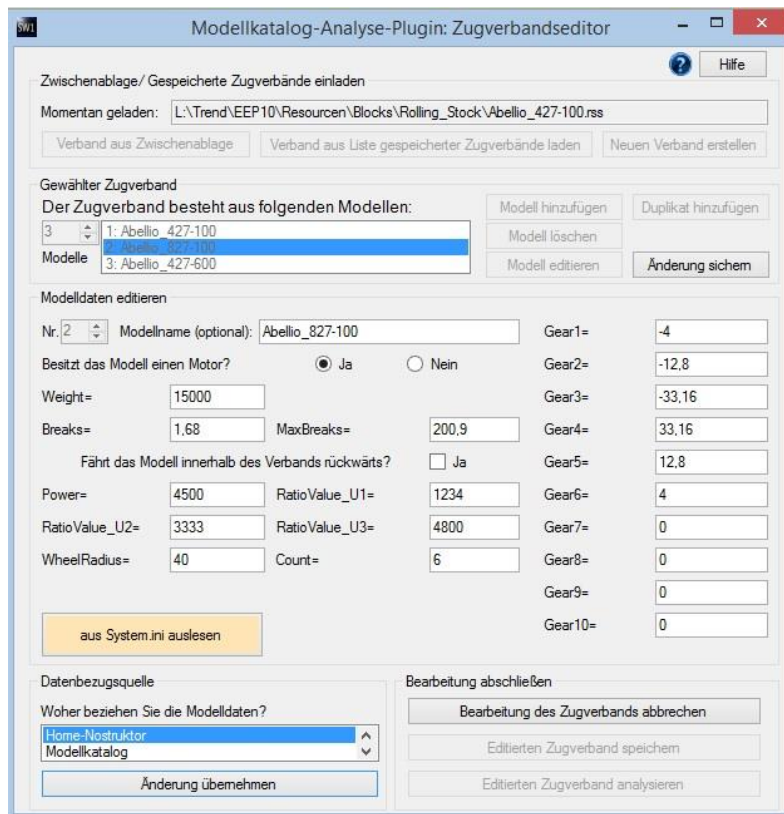 SW1 Modellkatalog-Analyse-Plugin: Zugverbandseditor
? Hilfe
Zwischenablage/ Gespeicherte Zugverbände einladen
Momentan geladen: L:\Trend\EEP10\Resourcen\Blocks\Rolling_Stock\Abellio_427-100.rss
Verband aus Zwischenablage Verband aus Liste gespeicherter Zugverbände laden Neuen Verband erstellen
Gewählter Zugverband
Der Zugverband besteht aus folgenden Modellen: Modell hinzufügen Duplikat hinzufügen
3 1: Abellio_427-100
2: Abellio_827-100 Modell löschen
Modelle 3: Abellio_427-600 Modell editieren Änderung sichern
Modelldaten editieren
Nr. 2 Modellname (optional): Abellio_827-100 Gear1= -4
Besitzt das Modell einen Motor? Ja Nein Gear2= -12,8
Weight= 15000 Gear3= -33,16
Breaks= 1,68 MaxBreaks= 200,9 Gear4= 33,16
Fährt das Modell innerhalb des Verbands rückwärts? Ja Gear5= 12,8
Power= 4500 RatioValue_U1= 1234 Gear6= 4
RatioValue_U2= 3333 RatioValue_U3= 4800 Gear7= 0
WheelRadius= 40 Count= 6 Gear8= 0
Gear9= 0
aus System.ini auslesen Gear10= 0
Datenbezugsquelle Bearbeitung abschließen
Woher beziehen Sie die Modelldaten? Bearbeitung des Zugverbands abbrechen
Home-Nostruktor
Modellkatalog Editierten Zugverband speichern
Änderung übernehmen Editierten Zugverband analysieren